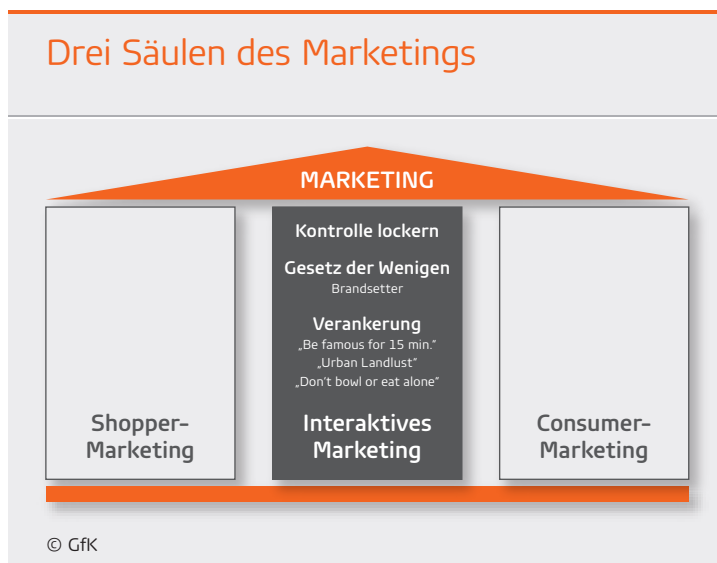 Drei Säulen des Marketings
MARKETING
Shopper-
Marketing
Kontrolle lockern
Gesetz der Wenigen
Brandsetter
Verankerung
„Be famous for 15 min.“
„Urban Landlust“
„Don't bowl or eat alone“
Interaktives
Marketing
Consumer-
Marketing
© GfK